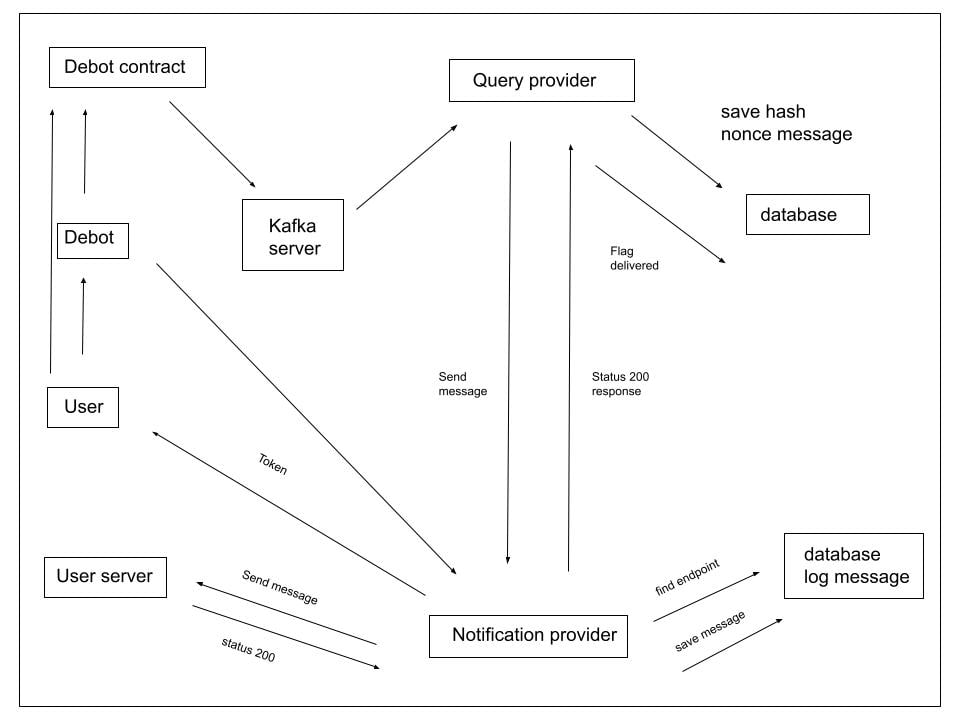 Debot contract
Query provider
save hash
nonce message
Kafka
server
database
Debot
Flag
delivered
Send
message
Status 200
response
User
Token
database
log message
User server
Send message
find endpoint
status 200
Notification provider
save message